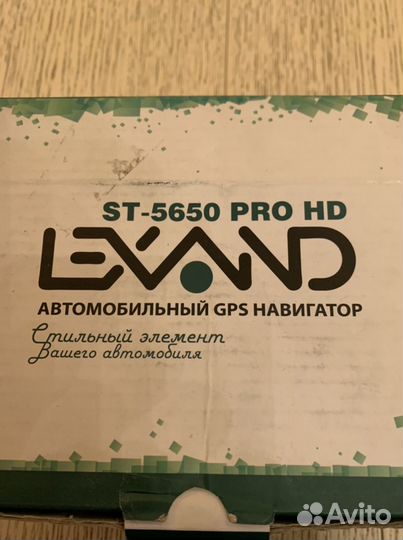 ST-5650 PRO HD
LEXAND
АВТОМОБИЛЬНЫЙ GPS НАВИГАТОР
Стильный элемент
Вашего автомобиля
Avito